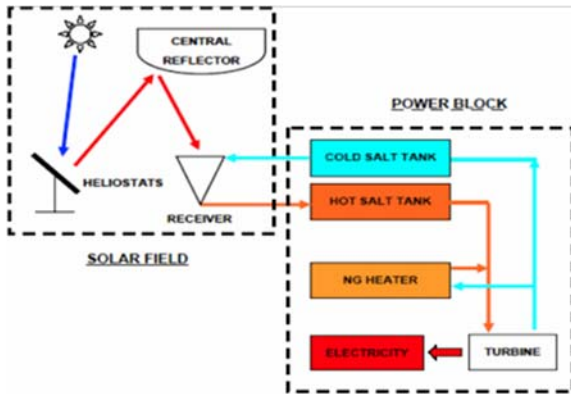 CENTRAL
REFLECTOR
POWER BLOCK
COLD SALT TANK
HELIOSTATS
HOT SALT TANK
RECEIVER
SOLAR FIELD
NG HEATER
ELECTRICITY
TURBINE